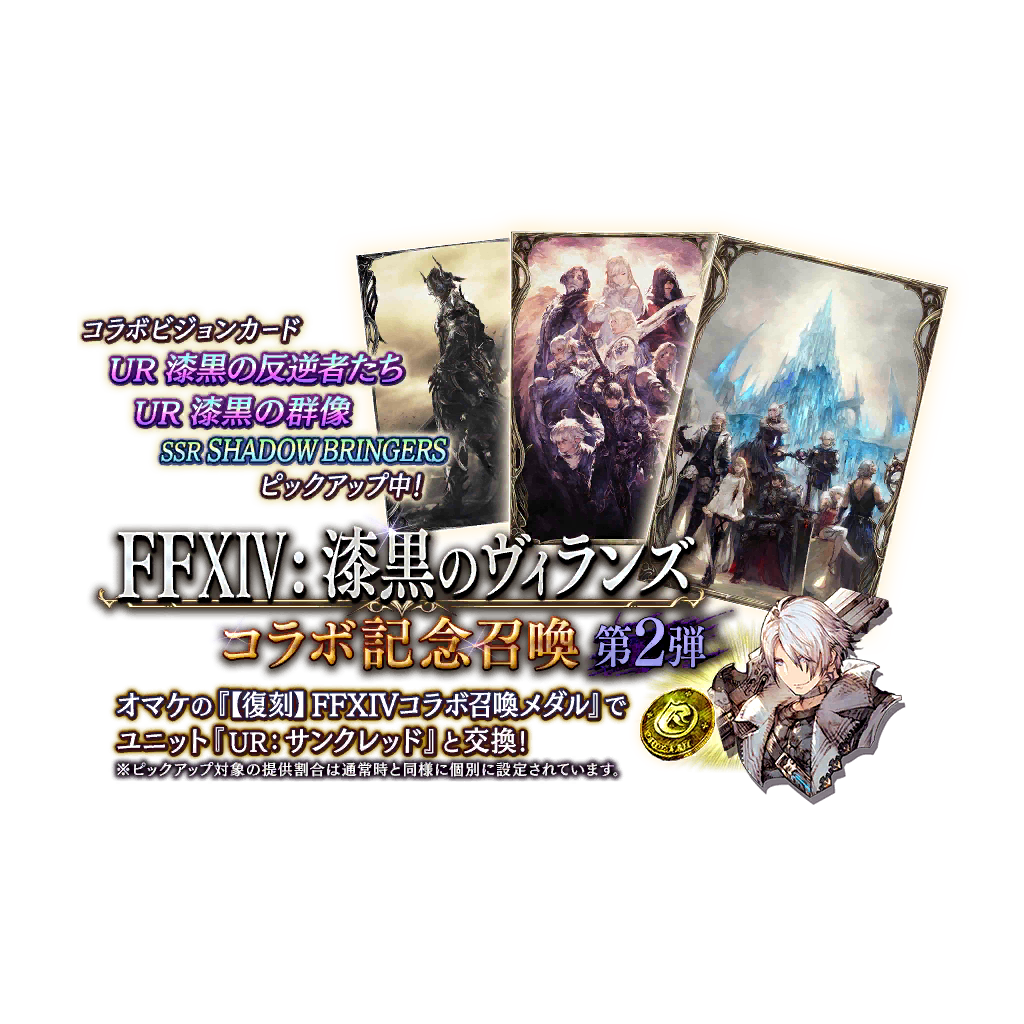 コラボビジョンカード
UR 漆黒の反逆者たち
UR 漆黒の群像
SSR SHADOW BRINGERS
ピックアップ中！
FFXIV：漆黒のヴィランズ
コラボ記念召喚 第2弾
オマケの『【復刻】FFXIVコラボ召喚メダル』で
ユニット『UR：サンクレッド』と交換！
※ピックアップ対象の提供割合は通常時と同様に個別に設定されています。